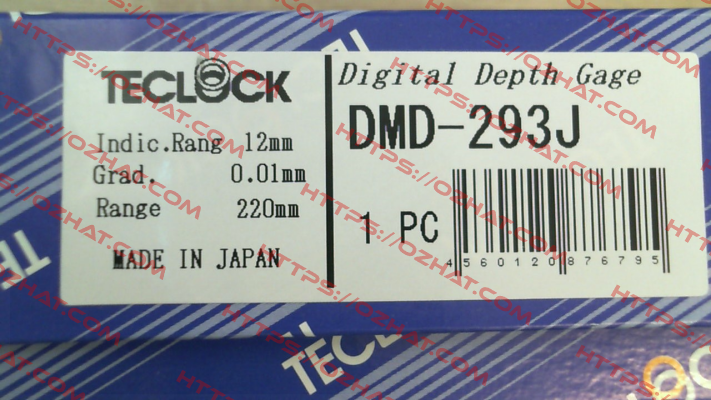 TECLOCK
Indic.Rang 12mm
Grad. 0.01mm
Range 220mm
MADE IN JAPAN
Digital Depth Gage
DMD-293J
1 PC
4560120876795
TECLOCK
HTTPS://OZHAT.COM